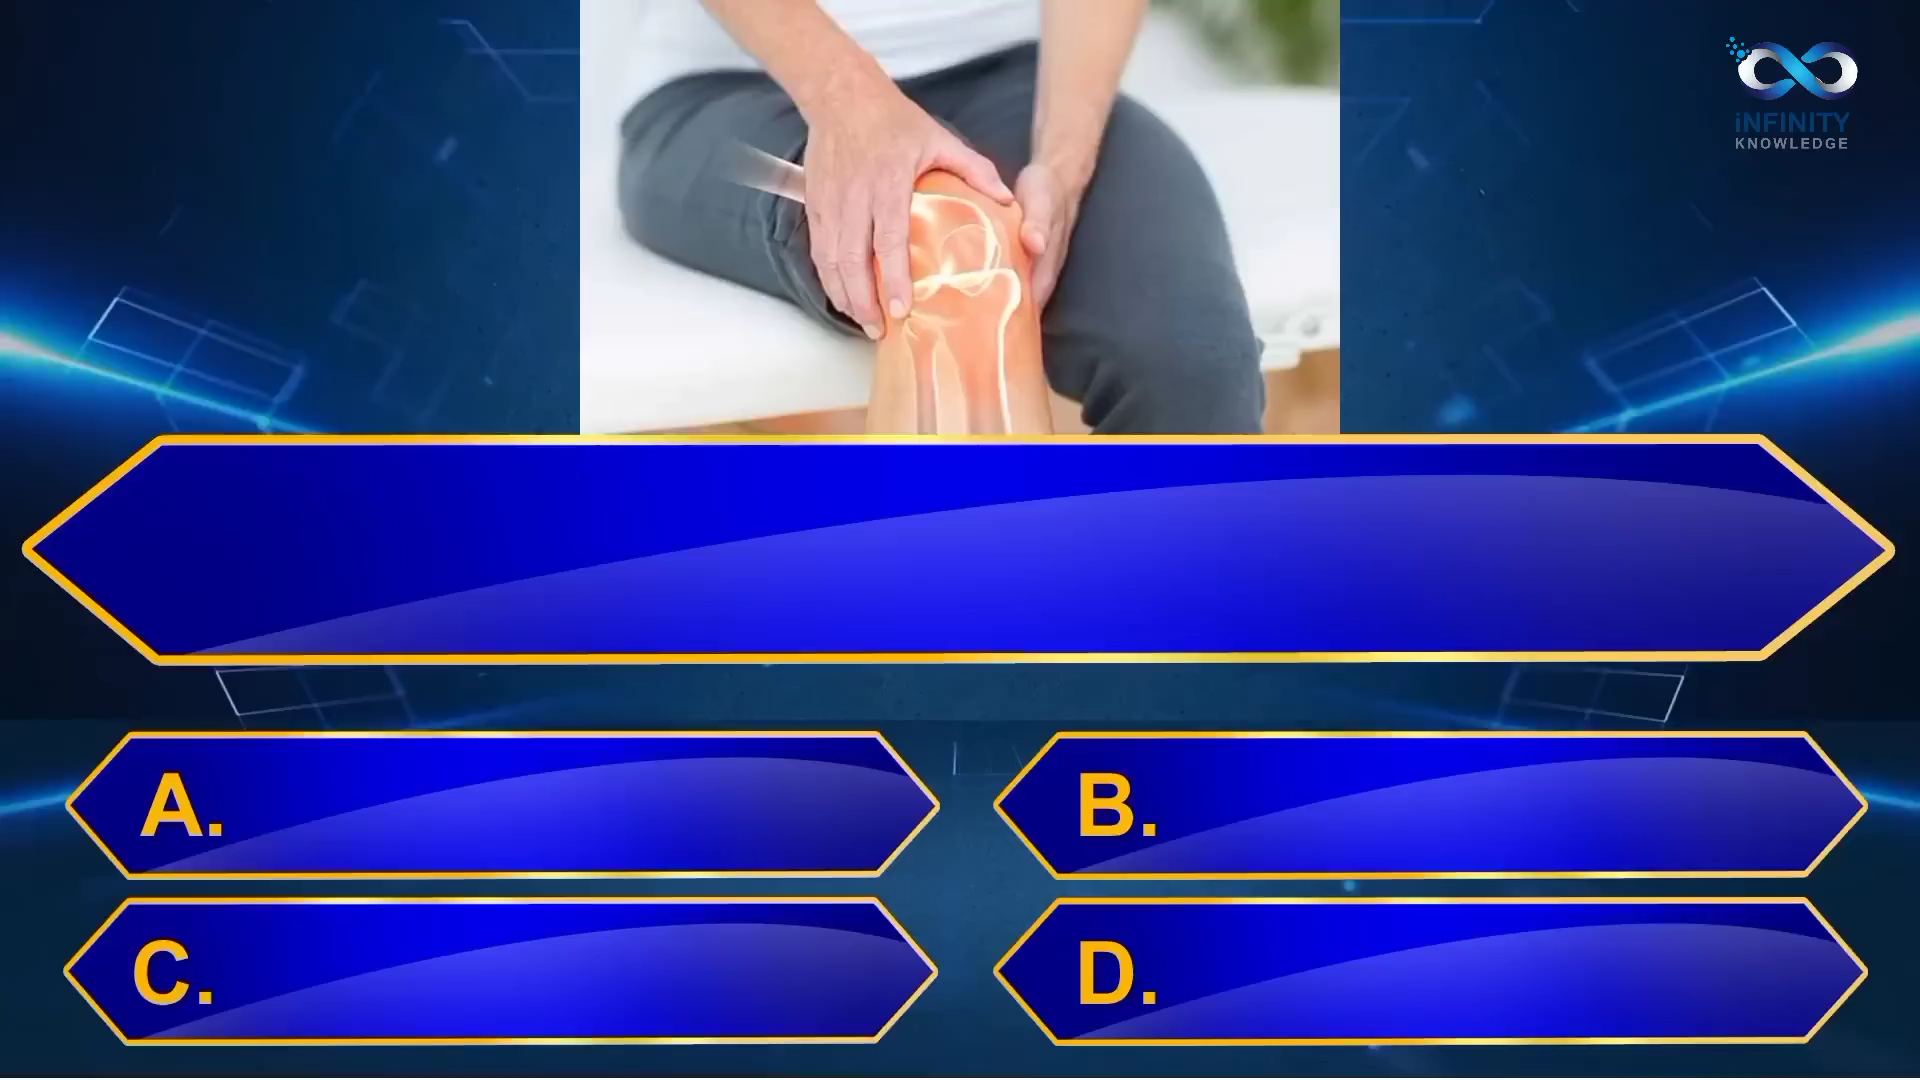 iNFINITY
KNOWLEDGE
A.
B.
C.
D.